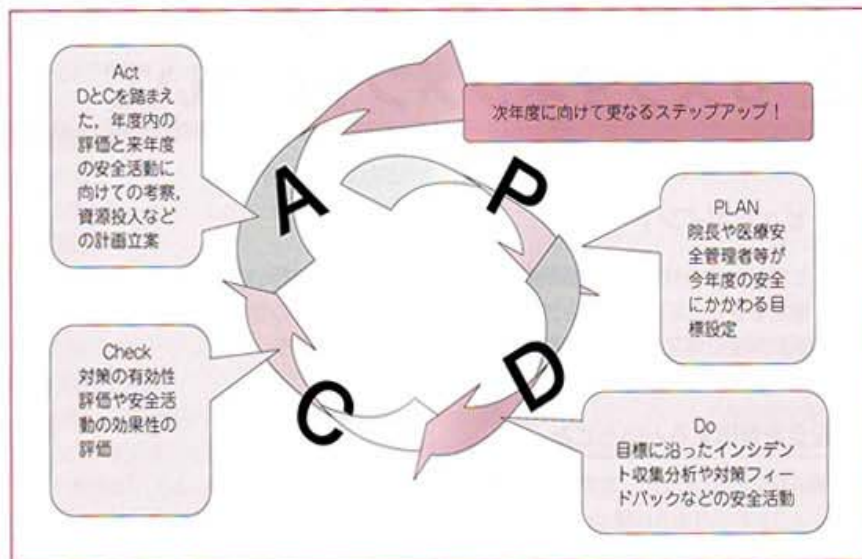 Act
DとCを踏まえ
た，年度内の
評価と来年度
の安全活動に
向けての考察，
資源投入など
の計画立案
次年度に向けて更なるステップアップ！
A
P
PLAN
院長や医療安
全管理者等が
今年度の安全
にかかわる目
標設定
Check
対策の有効性
評価や安全活
動の効果性の
評価
C
D
Do
目標に沿ったインシデン
ト収集分析や対策フィー
ドバックなどの安全活動